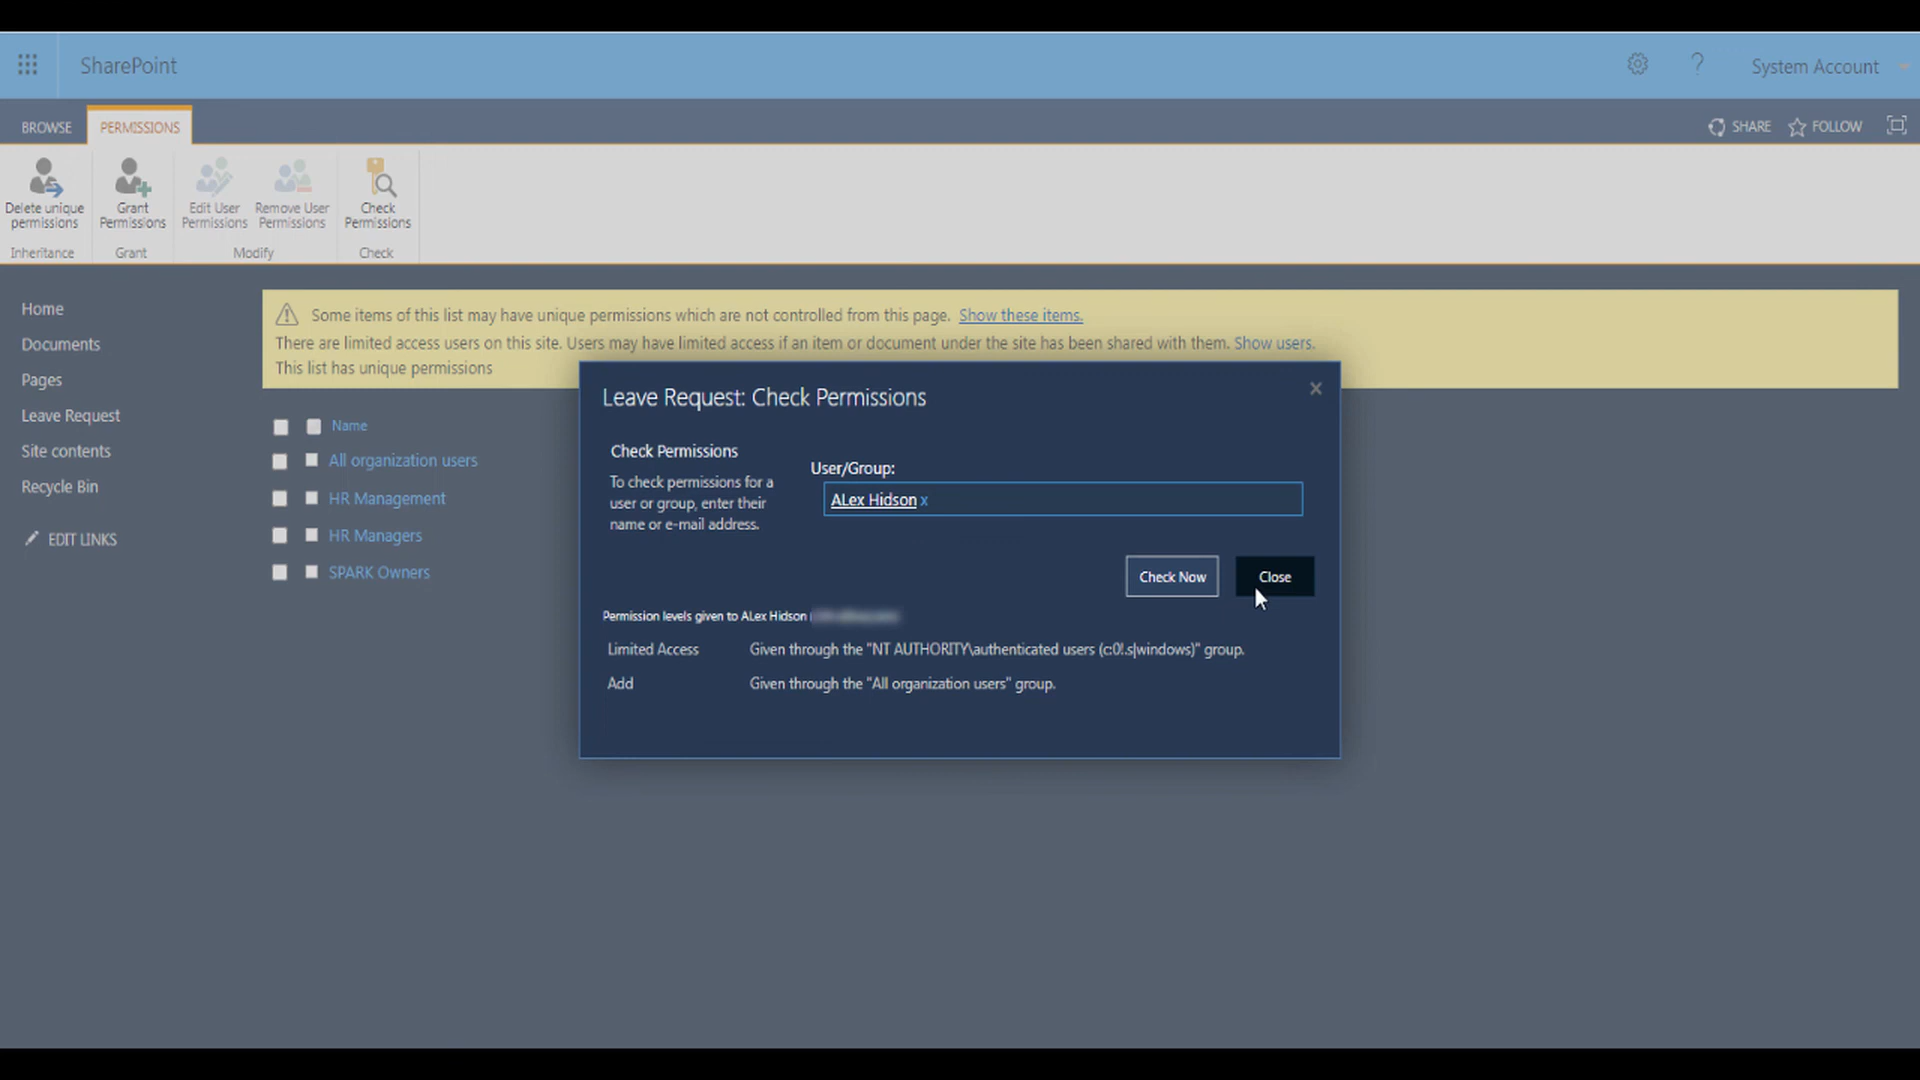 SharePoint
System Account
BROWSE
PERMISSIONS
SHARE
FOLLOW
Delete unique
permissions
Grant
Permissions
Edit User
Permissions
Remove User
Permissions
Check
Permissions
Inheritance
Grant
Modify
Check
Home
Documents
Pages
Leave Request
Site contents
Recycle Bin
EDIT LINKS
Some items of this list may have unique permissions which are not controlled from this page. Show these items.
There are limited access users on this site. Users may have limited access if an item or document under the site has been shared with them. Show users.
This list has unique permissions
Name
All organization users
HR Management
HR Managers
SPARK Owners
Leave Request: Check Permissions
Check Permissions
To check permissions for a
user or group, enter their
name or e-mail address.
User/Group:
ALex Hidson x
Check Now
Close
Permission levels given to ALex Hidson
Limited Access Given through the "NT AUTHORITY\authenticated users (c:0!.s|windows)" group.
Add Given through the "All organization users" group.